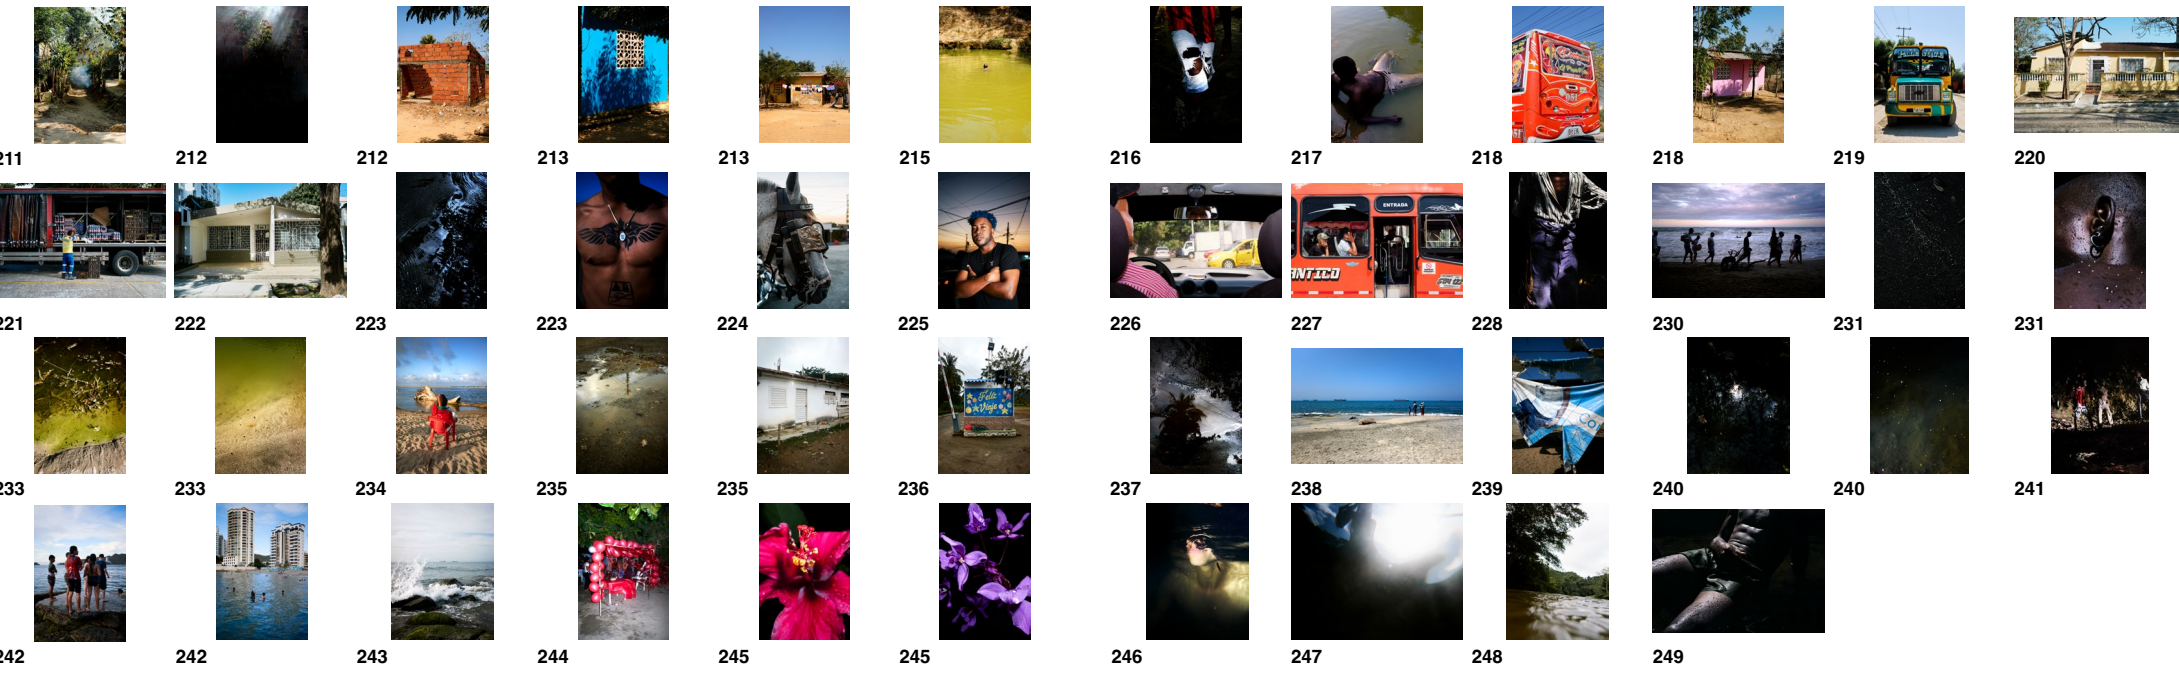 211 212 212 213 213 215 216 217 218 218 219 220
221 222 223 223 224 225 226 227 228 230 231 231
ENTRADA
ANTICO
233 233 234 235 235 236 237 238 239 240 240 241
Feliz
Viaje
242 242 243 244 245 245 246 247 248 249